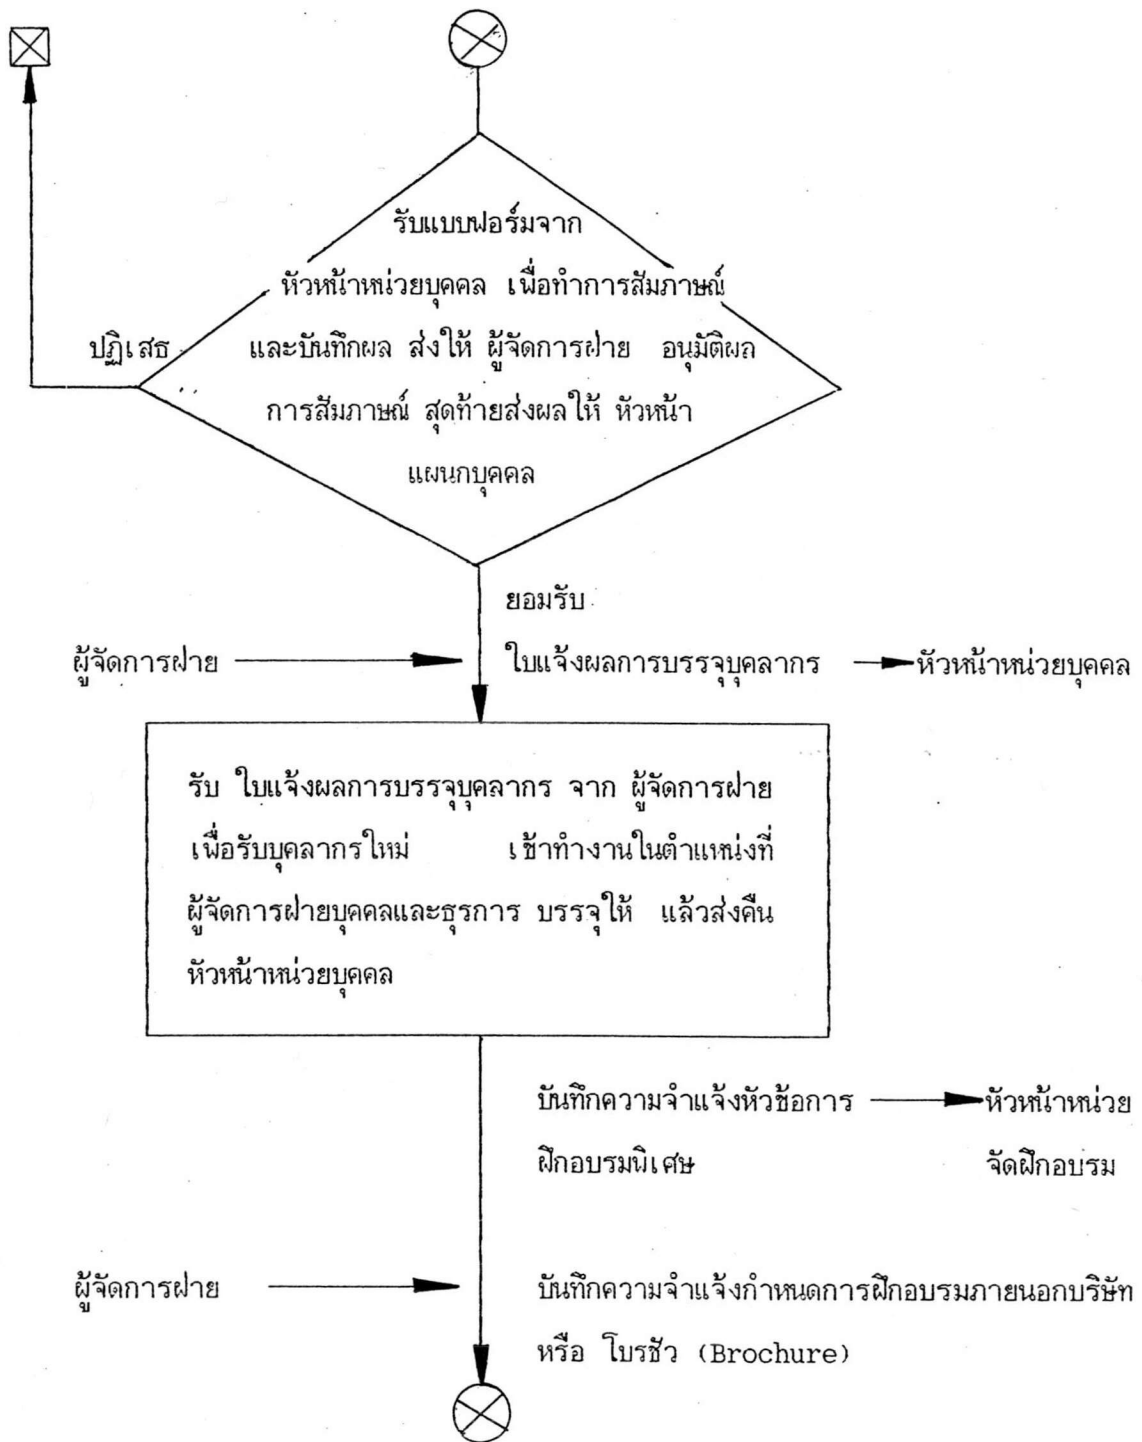 รับแบบฟอร์มจาก
หัวหน้าหน่วยบุคคล เพื่อทำการสัมภาษณ์
ปฏิเสธ และบันทึกผล ส่งให้ ผู้จัดการฝ่าย อนุมัติผล
การสัมภาษณ์ สุดท้ายส่งผลให้ หัวหน้า
แผนกบุคคล
ยอมรับ
ผู้จัดการฝ่าย ใบแจ้งผลการบรรจุบุคลากร หัวหน้าหน่วยบุคคล
รับ ใบแจ้งผลการบรรจุบุคลากร จาก ผู้จัดการฝ่าย
เพื่อรับบุคลากรใหม่ เข้าทำงานในตำแหน่งที่
ผู้จัดการฝ่ายบุคคลและธุรการ บรรจุให้ แล้วส่งคืน
หัวหน้าหน่วยบุคคล
บันทึกความจำแจ้งหัวข้อการ หัวหน้าหน่วย
ฝึกอบรมพิเศษ จัดฝึกอบรม
ผู้จัดการฝ่าย บันทึกความจำแจ้งกำหนดการฝึกอบรมภายนอกบริษัท
หรือ โบรชัว (Brochure)